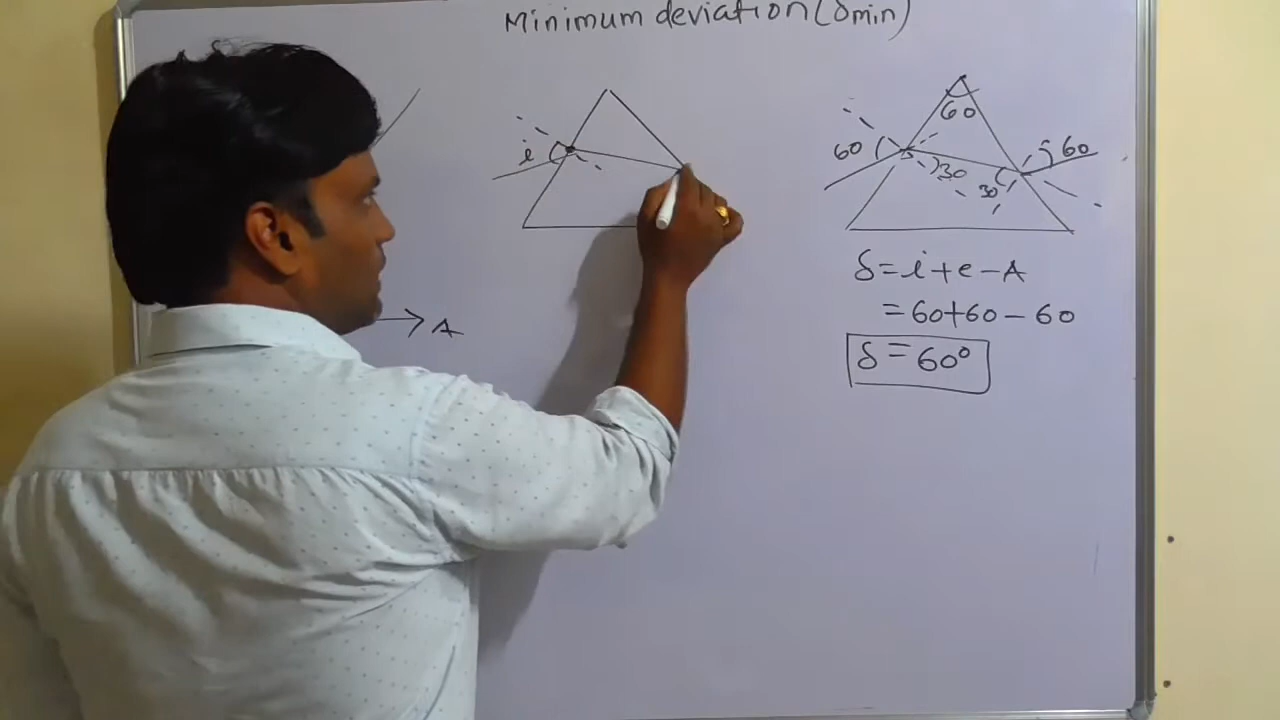 Minimum deviation (δmin)
i
A
60
60
30
30
60
δ = i + e - A
= 60 + 60 - 60
δ = 60°